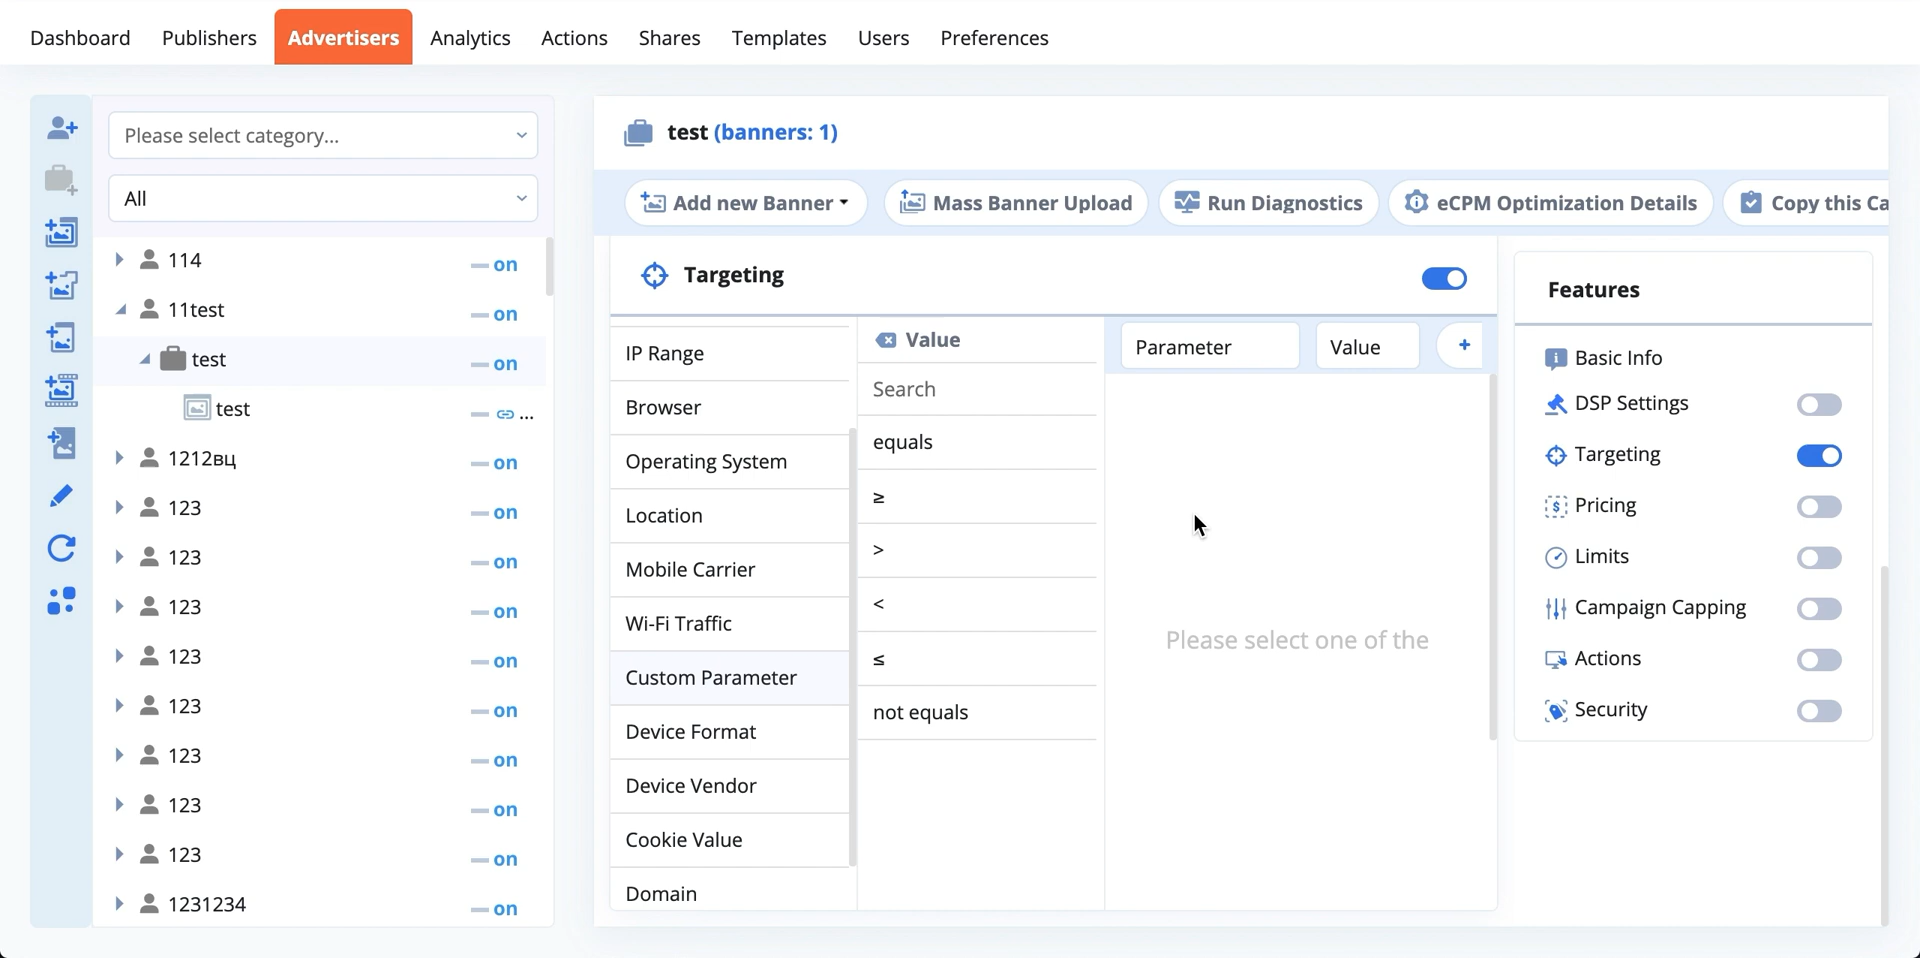 Dashboard Publishers Advertisers Analytics Actions Shares Templates Users Preferences
Please select category...
All
114 on
11test on
test on
test ...
1212вц on
123 on
123 on
123 on
123 on
123 on
123 on
123 on
123 on
1231234 on
test (banners: 1)
Add new Banner Mass Banner Upload Run Diagnostics eCPM Optimization Details Copy this Ca
Targeting
IP Range
Browser
Operating System
Location
Mobile Carrier
Wi-Fi Traffic
Custom Parameter
Device Format
Device Vendor
Cookie Value
Domain
Value
Search
equals
≥
>
<
≤
not equals
Parameter Value +
Please select one of the
Features
Basic Info
DSP Settings
Targeting
Pricing
Limits
Campaign Capping
Actions
Security